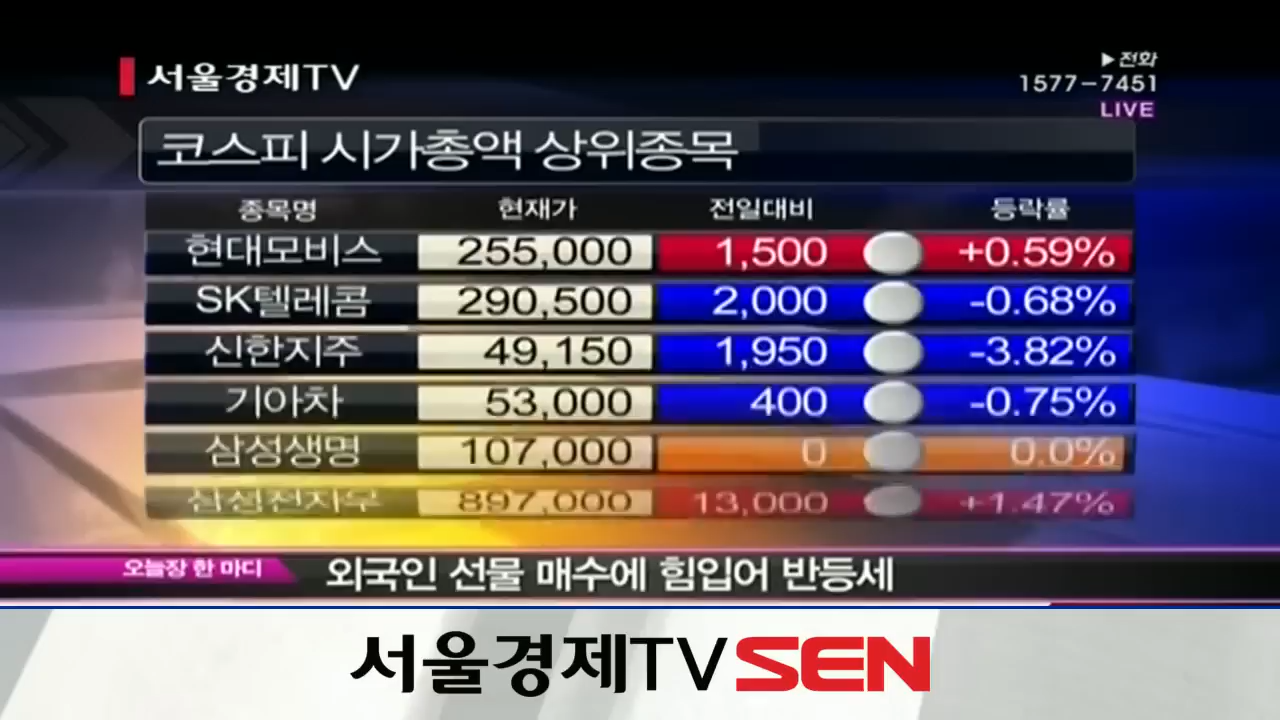 서울경제TV
▶전화
1577-7451
LIVE
코스피 시가총액 상위종목
종목명 현재가 전일대비 등락률
현대모비스 255,000 1,500 +0.59%
SK텔레콤 290,500 2,000 -0.68%
신한지주 49,150 1,950 -3.82%
기아차 53,000 400 -0.75%
삼성생명 107,000 0 0.0%
삼성전자우 897,000 13,000 +1.47%
오늘장 한 마디 외국인 선물 매수에 힘입어 반등세
서울경제TV SEN